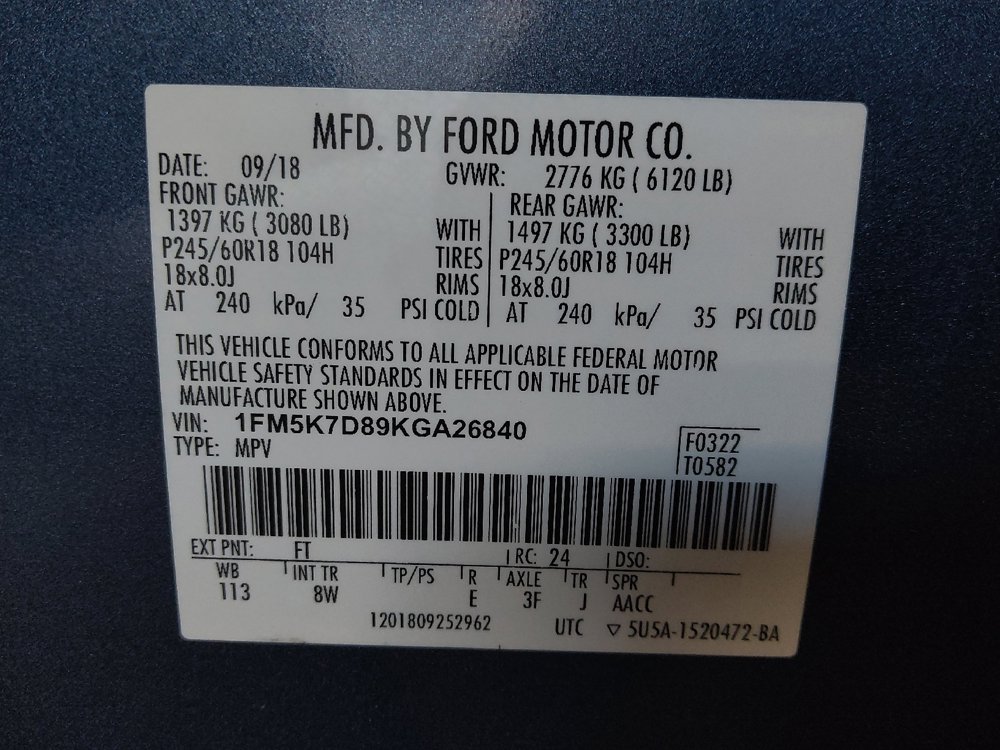 MFD. BY FORD MOTOR CO.
DATE: 09/18 GVWR: 2776 KG ( 6120 LB)
FRONT GAWR: REAR GAWR:
1397 KG ( 3080 LB) WITH 1497 KG ( 3300 LB) WITH
P245/60R18 104H TIRES P245/60R18 104H TIRES
18x8.0J RIMS 18x8.0J RIMS
AT 240 kPa/ 35 PSI COLD AT 240 kPa/ 35 PSI COLD
THIS VEHICLE CONFORMS TO ALL APPLICABLE FEDERAL MOTOR
VEHICLE SAFETY STANDARDS IN EFFECT ON THE DATE OF
MANUFACTURE SHOWN ABOVE.
VIN: 1FM5K7D89KGA26840
TYPE: MPV
F0322
T0582
EXT PNT: FT RC: 24 DSO:
WB INT TR TP/PS R AXLE TR SPR
113 8W E 3F J AACC
1201809252962 UTC ▽ 5U5A-1520472-BA